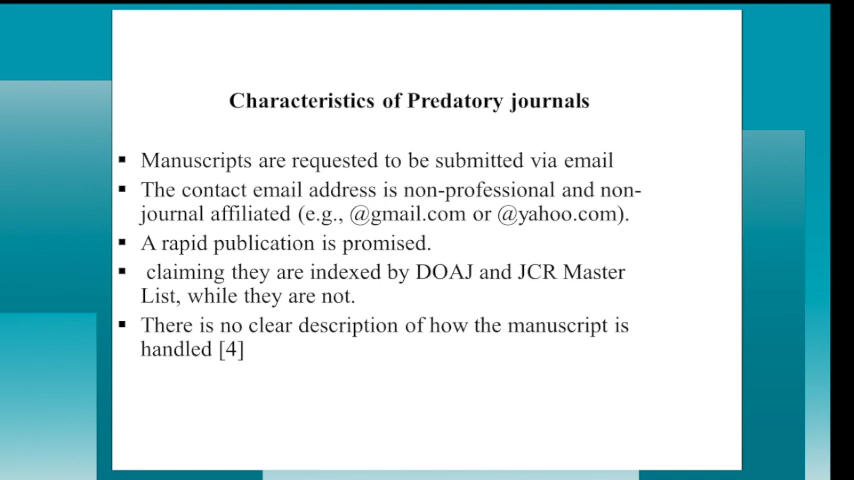 Characteristics of Predatory journals
▪ Manuscripts are requested to be submitted via email
▪ The contact email address is non-professional and non-
journal affiliated (e.g., @gmail.com or @yahoo.com).
▪ A rapid publication is promised.
▪ claiming they are indexed by DOAJ and JCR Master
List, while they are not.
▪ There is no clear description of how the manuscript is
handled [4]